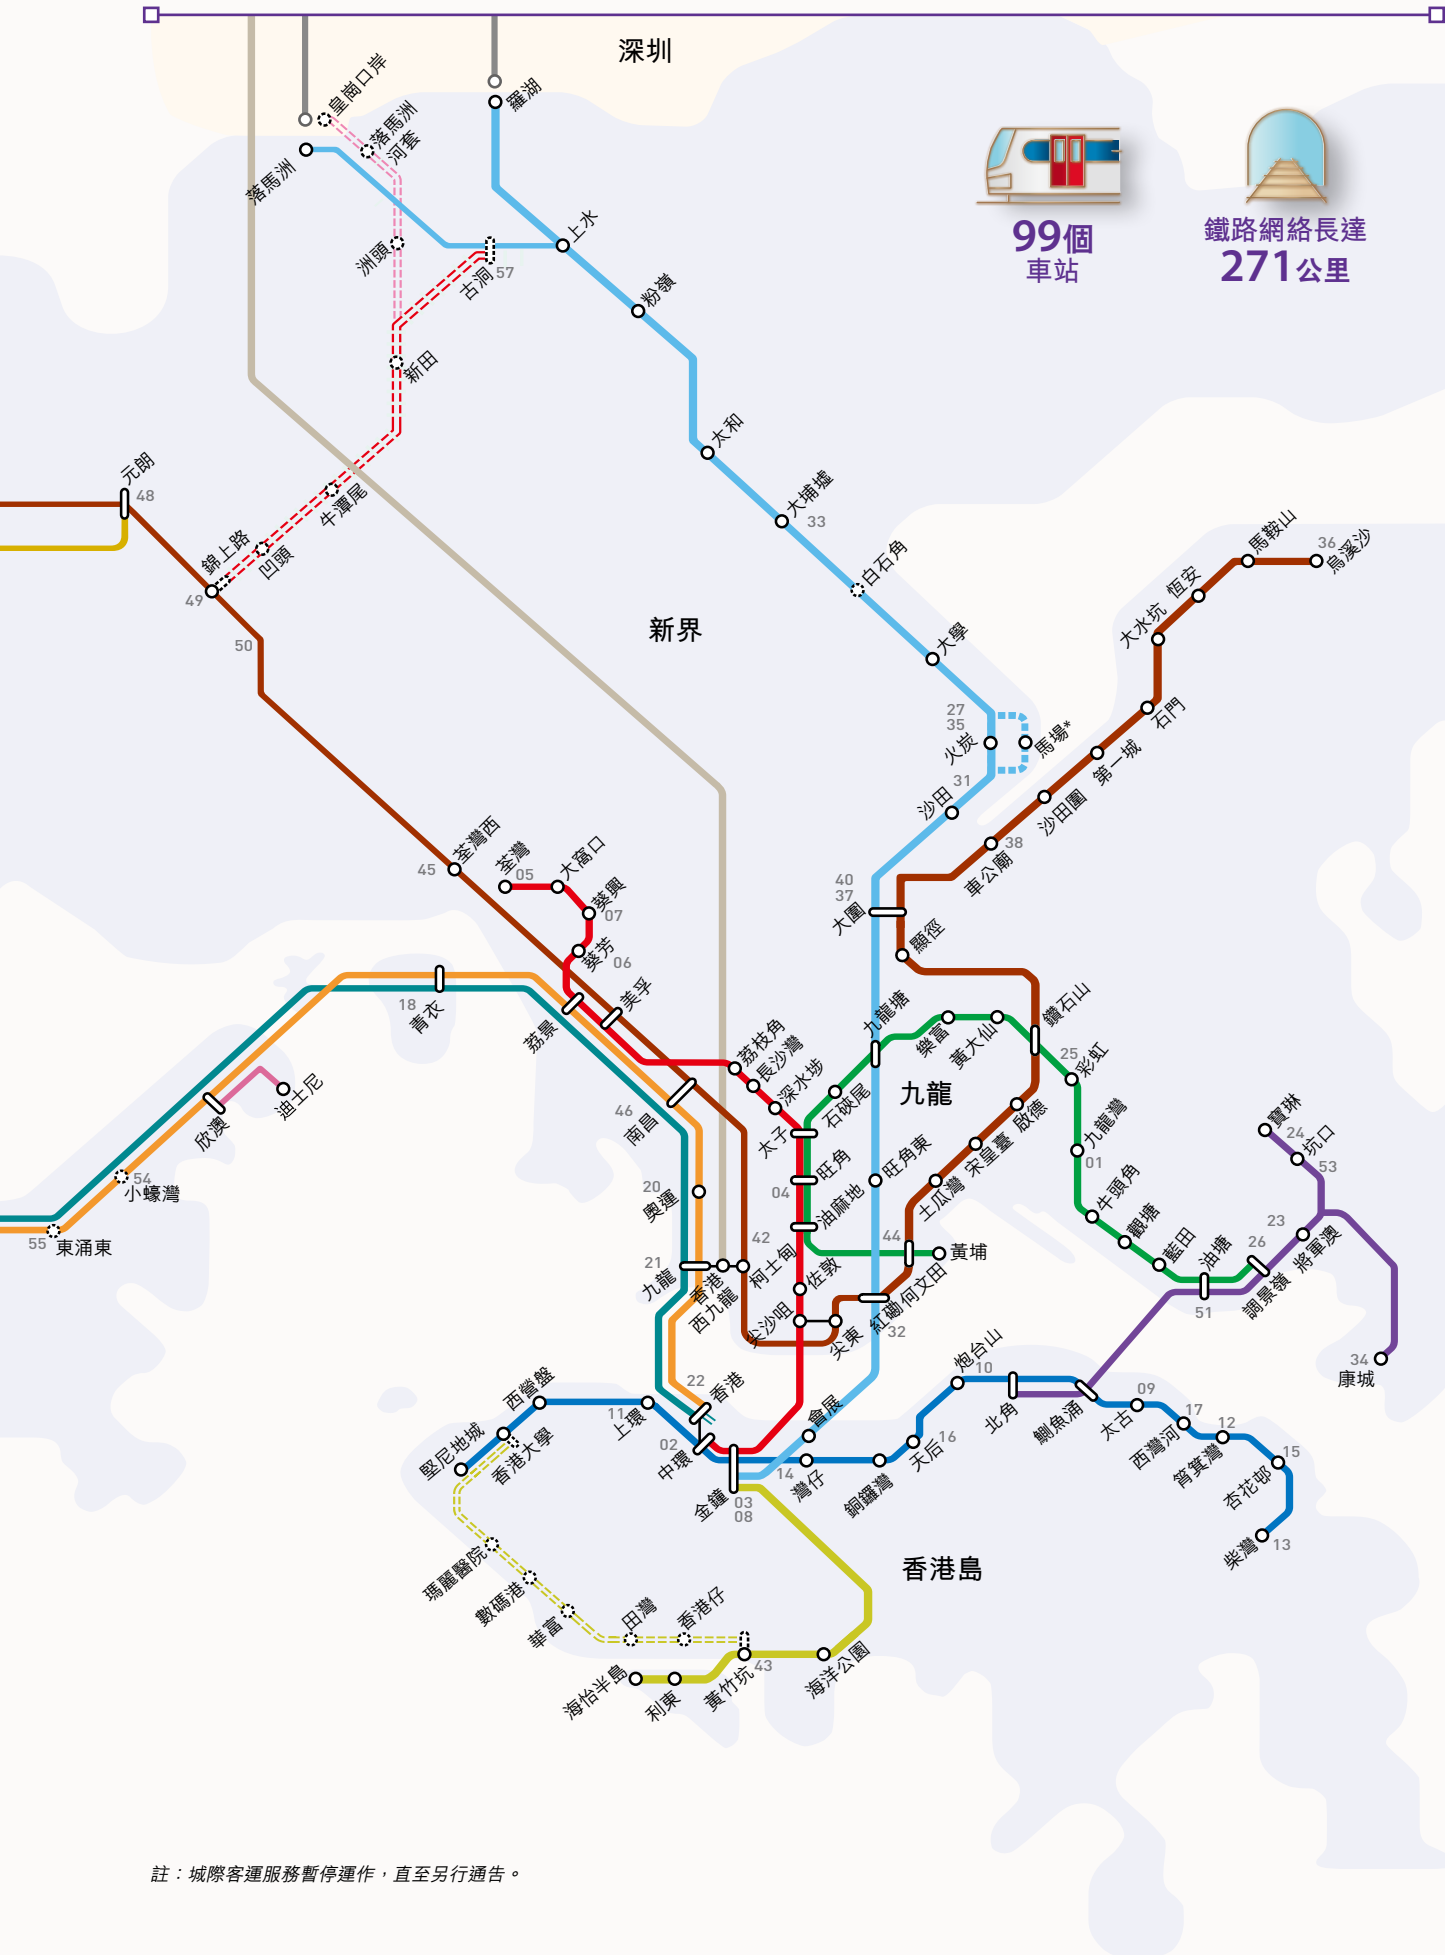 深圳
皇崗口岸
落馬洲
河套
羅湖
落馬洲
99個
車站
鐵路網絡長達
271公里
洲頭
古洞
57
上水
粉嶺
新田
太和
元朗
48
牛潭尾
大埔墟
33
錦上路
49
凹頭
50
白石角
新界
大學
馬鞍山
36
烏溪沙
恆安
大水坑
石門
27
35
火炭
馬場*
第一城
31
沙田
沙田圍
38
車公廟
荃灣西
45
荃灣
05
大窩口
葵興
07
葵芳
06
40
37
大圍
顯徑
18
青衣
荔景
美孚
荔枝角
長沙灣
深水埗
九龍塘
樂富
黃大仙
鑽石山
25
彩虹
九龍
石硤尾
迪士尼
欣澳
46
南昌
太子
啟德
宋皇臺
九龍灣
01
寶琳
24
坑口
53
54
小蠔灣
55
東涌東
20
奧運
04
旺角
旺角東
油麻地
土瓜灣
牛頭角
觀塘
藍田
油塘
23
將軍澳
26
調景嶺
51
21
九龍
香港
西九龍
42
柯士甸
佐敦
44
黃埔
何文田
尖沙咀
尖東
紅磡
32
34
康城
22
香港
西營盤
11
上環
堅尼地城
香港大學
02
中環
金鐘
03
08
會展
14
灣仔
銅鑼灣
天后
16
炮台山
10
北角
鰂魚涌
09
太古
17
西灣河
12
筲箕灣
15
杏花邨
13
柴灣
瑪麗醫院
數碼港
華富
田灣
香港仔
香港島
海怡半島
利東
黃竹坑
43
海洋公園
註：城際客運服務暫停運作，直至另行通告。